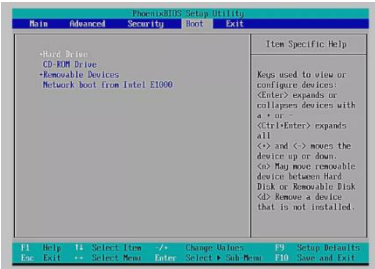 PhoenixBIOS Setup Utility
Main Advanced Security Boot Exit
Item Specific Help
-Hard Drive
CD-ROM Drive
+Removable Devices
Network boot from Intel E1000
Keys used to view or
configure devices:
<Enter> expands or
collapses devices with
a + or -
<Ctrl+Enter> expands
all
<+> and <-> moves the
device up or down.
<n> May move removable
device between Hard
Disk or Removable Disk
<d> Remove a device
that is not installed.
F1 Help ↑↓ Select Item -/+ Change Values F9 Setup Defaults
Esc Exit ↔ Select Menu Enter Select ▶ Sub-Menu F10 Save and Exit